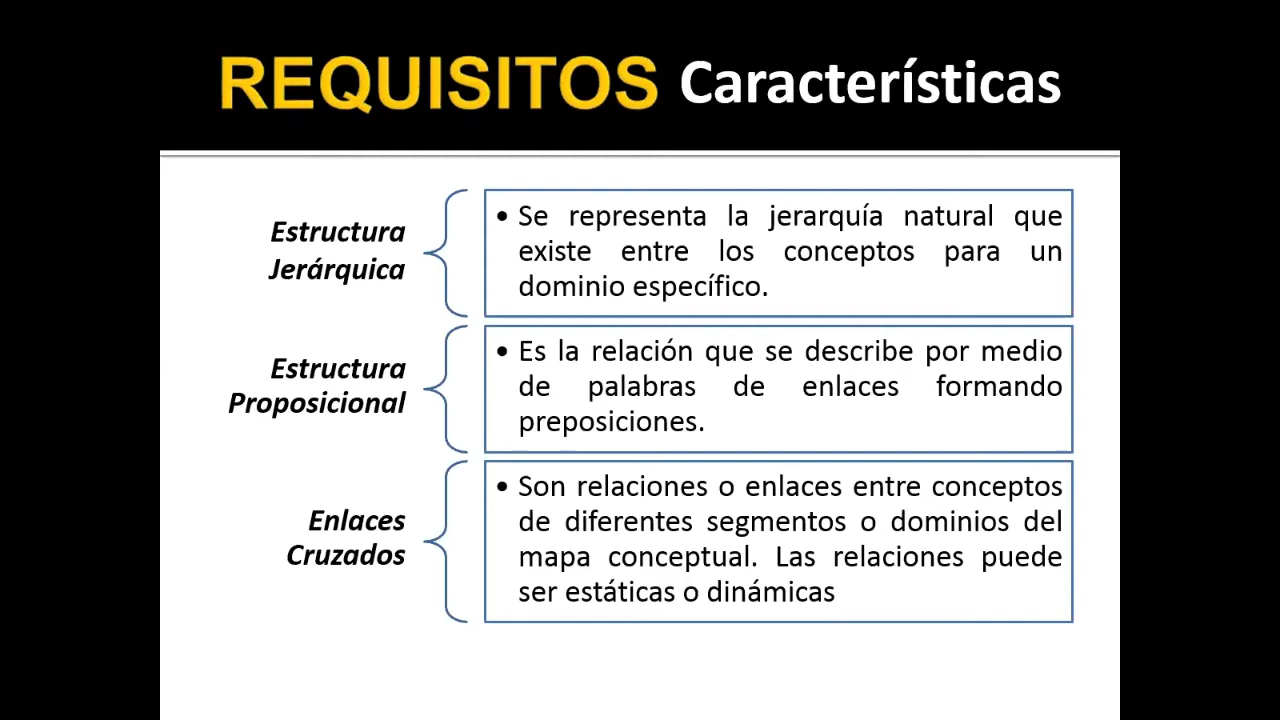 REQUISITOS Características
Estructura
Jerárquica
• Se representa la jerarquía natural que
existe entre los conceptos para un
dominio específico.
Estructura
Proposicional
• Es la relación que se describe por medio
de palabras de enlaces formando
preposiciones.
Enlaces
Cruzados
• Son relaciones o enlaces entre conceptos
de diferentes segmentos o dominios del
mapa conceptual. Las relaciones puede
ser estáticas o dinámicas